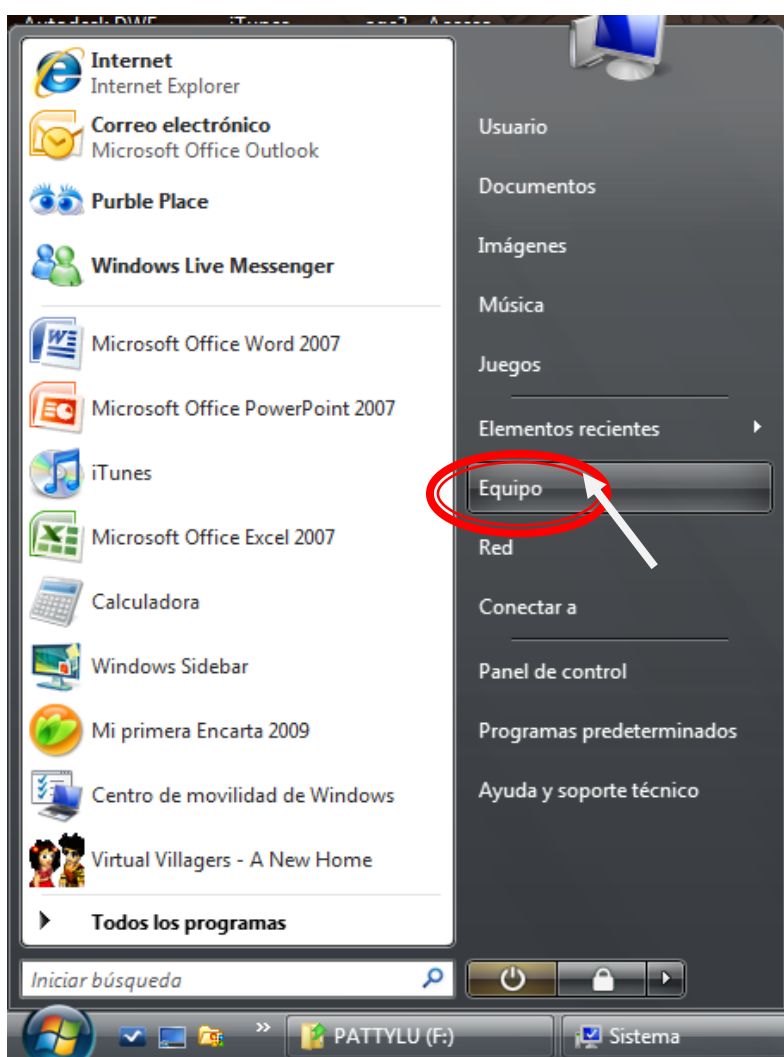 Internet
Internet Explorer
Correo electrónico
Microsoft Office Outlook
Purble Place
Windows Live Messenger
Microsoft Office Word 2007
Microsoft Office PowerPoint 2007
iTunes
Microsoft Office Excel 2007
Calculadora
Windows Sidebar
Mi primera Encarta 2009
Centro de movilidad de Windows
Virtual Villagers - A New Home
Todos los programas
Iniciar búsqueda
Usuario
Documentos
Imágenes
Música
Juegos
Elementos recientes
Equipo
Red
Conectar a
Panel de control
Programas predeterminados
Ayuda y soporte técnico
PATTYLU (F:)
Sistema